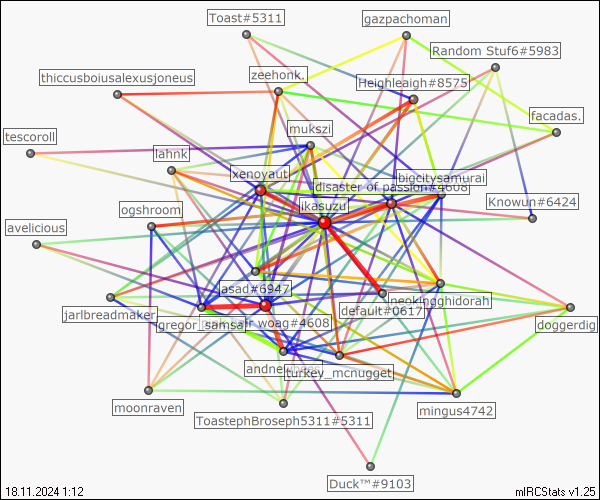 Toast#5311
gazpachoman
Random Stuf6#5983
zeehonk.
thiccusboiusalexusjoneus
Heighleaigh#8575
facadas.
mukszi
tescoroll
lahnk
xenoyaut
bigcitysamurai
disaster of passion#4608
ikasuzu
Knowun#6424
ogshroom
avelicious
asad#6947
neokingghidorah
jarlbreadmaker
default#0617
doggerdig
gregor_samsa
woag#4608
turkey_mcnugget
mingus4742
moonraven
ToastephBroseph5311#5311
Duck™#9103
18.11.2024 1:12
mIRCStats v1.25